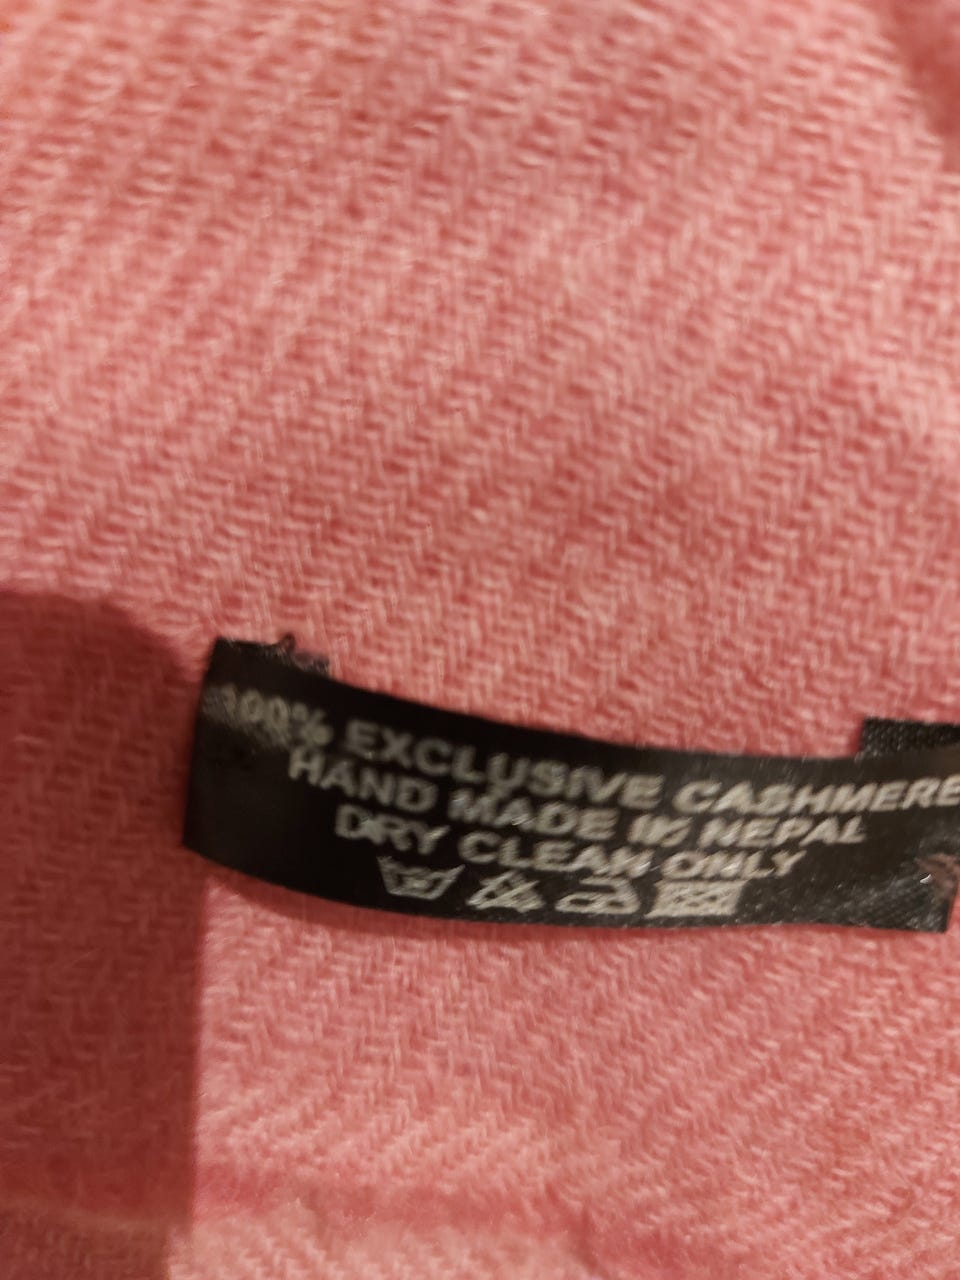 100% EXCLUSIVE CASHMERE
HAND MADE IN NEPAL
DRY CLEAN ONLY